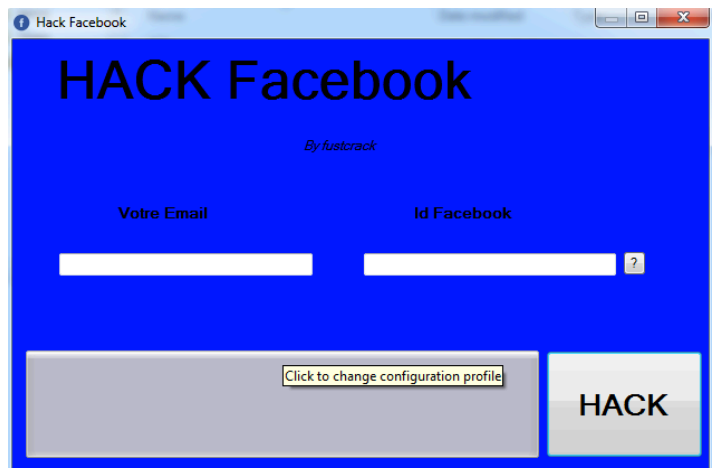 Hack Facebook
HACK Facebook
By fustcrack
Votre Email
Id Facebook
?
Click to change configuration profile
HACK